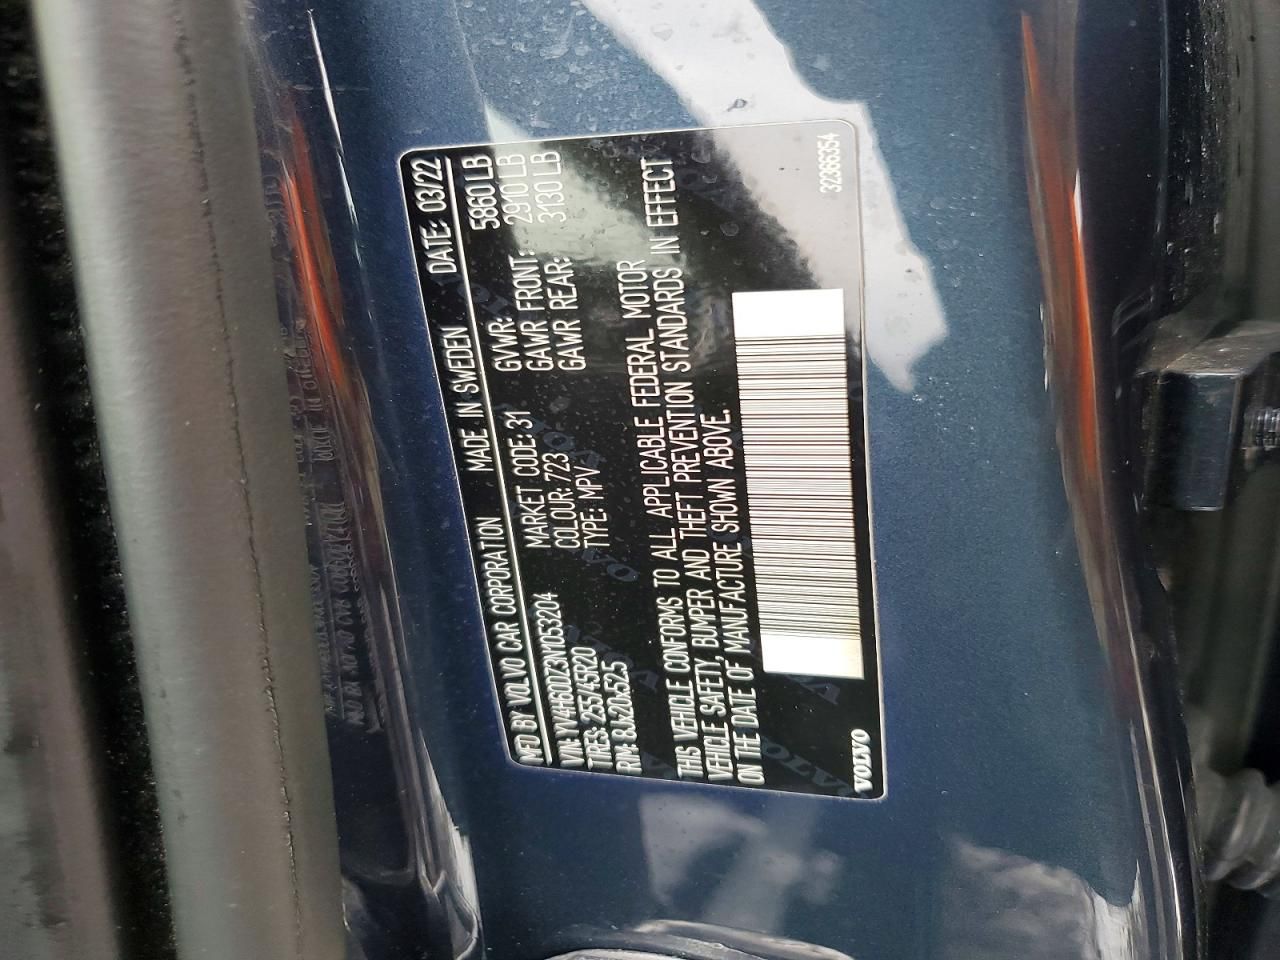 MFD BY VOLVO CAR CORPORATION MADE IN SWEDEN DATE: 03/22
VIN: YV4H60DZ3N1053204 MARKET CODE: 31 GVWR: 5860 LB
TIRES: 255/45R20 COLOUR: 723 GAWR FRONT: 2910 LB
RIM: 8Jx20x52.5 TYPE: MPV GAWR REAR: 3130 LB
THIS VEHICLE CONFORMS TO ALL APPLICABLE FEDERAL MOTOR
VEHICLE SAFETY, BUMPER AND THEFT PREVENTION STANDARDS IN EFFECT
ON THE DATE OF MANUFACTURE SHOWN ABOVE.
VOLVO 32366354